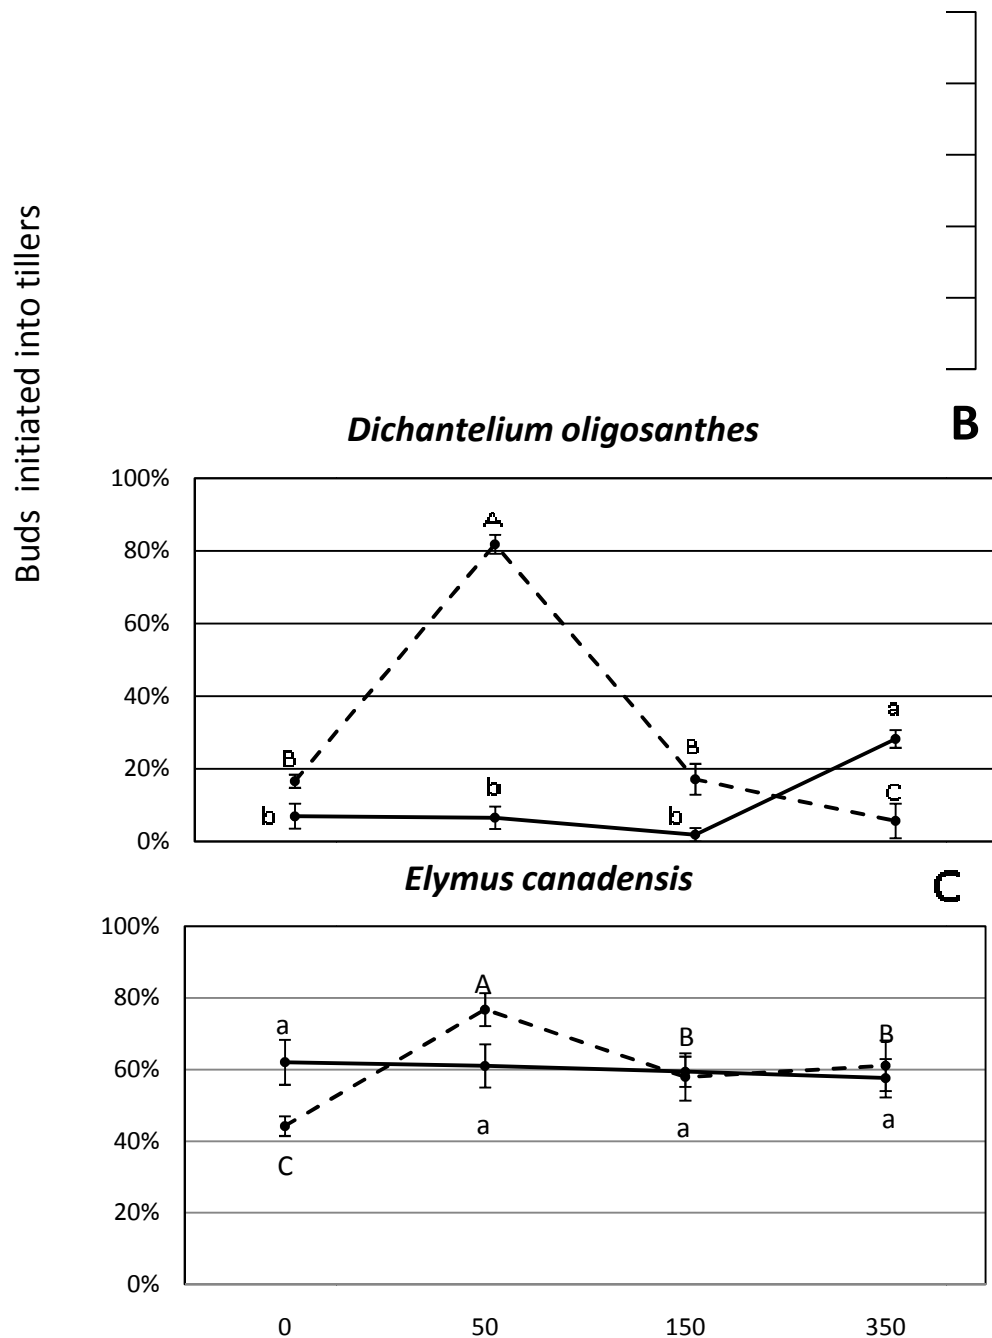 Buds initiated into tillers
Dichantelium oligosanthes B
100%
A
80%
60%
40%
a
B B
20%
b C
b b
0%
Elymus canadensis C
100%
A
80%
a B B
60%
a a a
40%
C
20%
0%
0 50 150 350